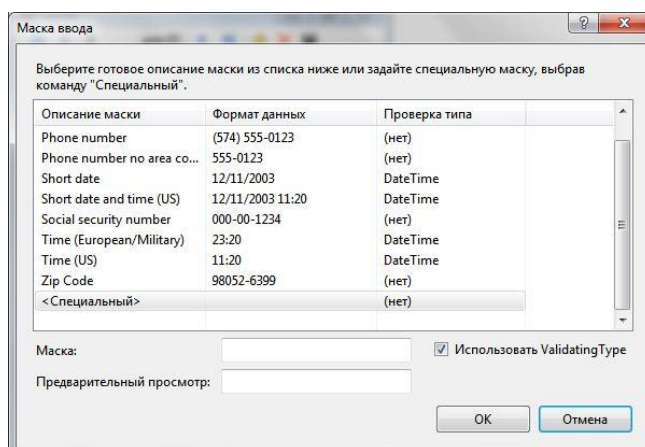 Маска ввода
Выберите готовое описание маски из списка ниже или задайте специальную маску, выбрав
команду "Специальный".
Описание маски Формат данных Проверка типа
Phone number (574) 555-0123 (нет)
Phone number no area co... 555-0123 (нет)
Short date 12/11/2003 DateTime
Short date and time (US) 12/11/2003 11:20 DateTime
Social security number 000-00-1234 (нет)
Time (European/Military) 23:20 DateTime
Time (US) 11:20 DateTime
Zip Code 98052-6399 (нет)
<Специальный> (нет)
Маска: Использовать ValidatingType
Предварительный просмотр:
OK Отмена